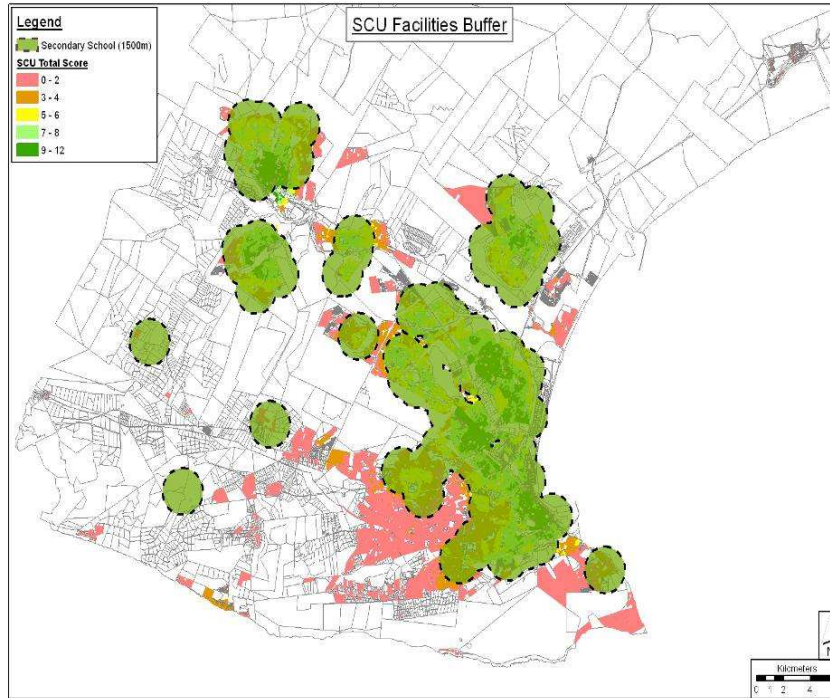 SCU Facilities Buffer
Legend
Secondary School (1500m)
SCU Total Score
0 - 2
3 - 4
5 - 6
7 - 8
9 - 12
N
Kilometers
0 1 2 4